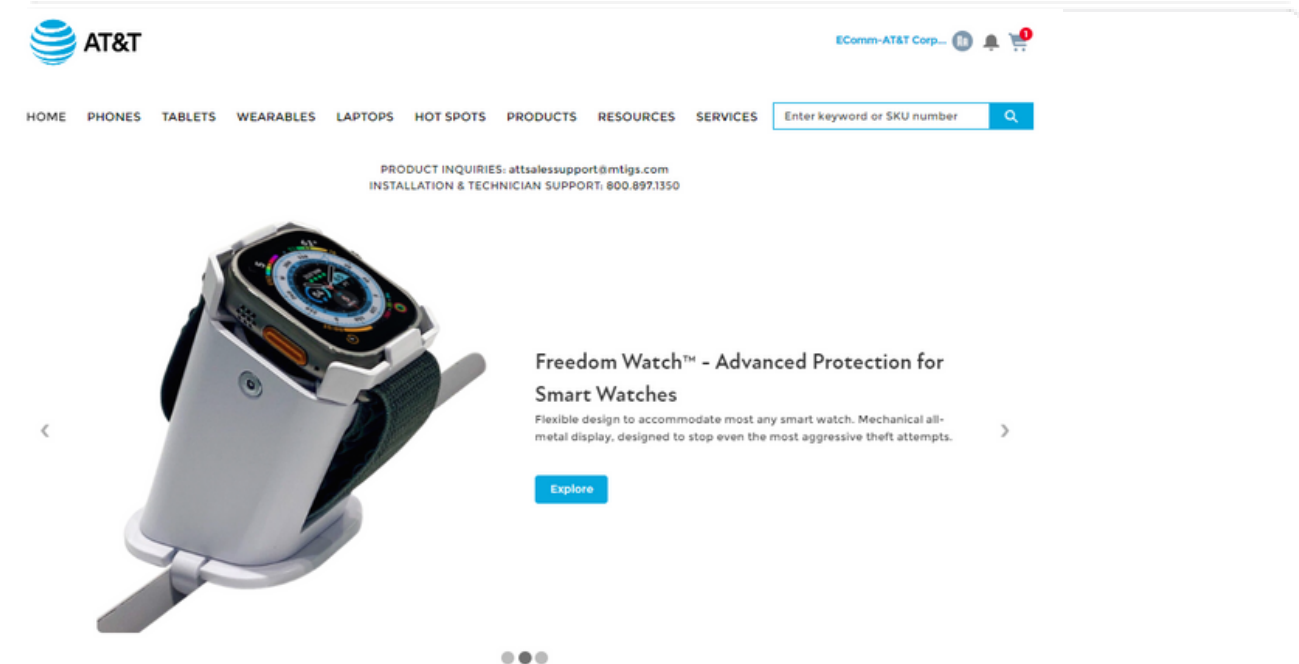 AT&T
EComm-AT&T Corp...
1
HOME PHONES TABLETS WEARABLES LAPTOPS HOT SPOTS PRODUCTS RESOURCES SERVICES Enter keyword or SKU number
PRODUCT INQUIRIES: attsalessupport@mtigs.com
INSTALLATION & TECHNICIAN SUPPORT: 800.897.1350
Freedom Watch™ - Advanced Protection for
Smart Watches
Flexible design to accommodate most any smart watch. Mechanical all-
metal display, designed to stop even the most aggressive theft attempts.
Explore